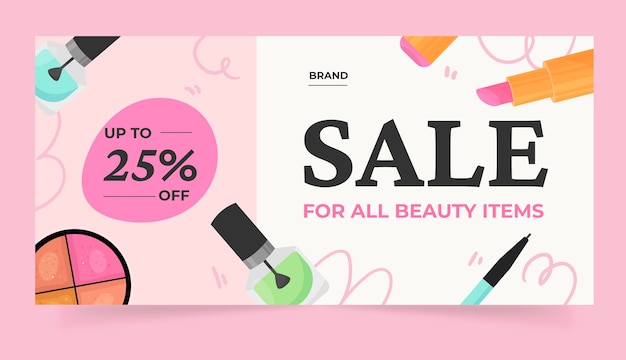 UP TO
25%
OFF
BRAND
SALE
FOR ALL BEAUTY ITEMS